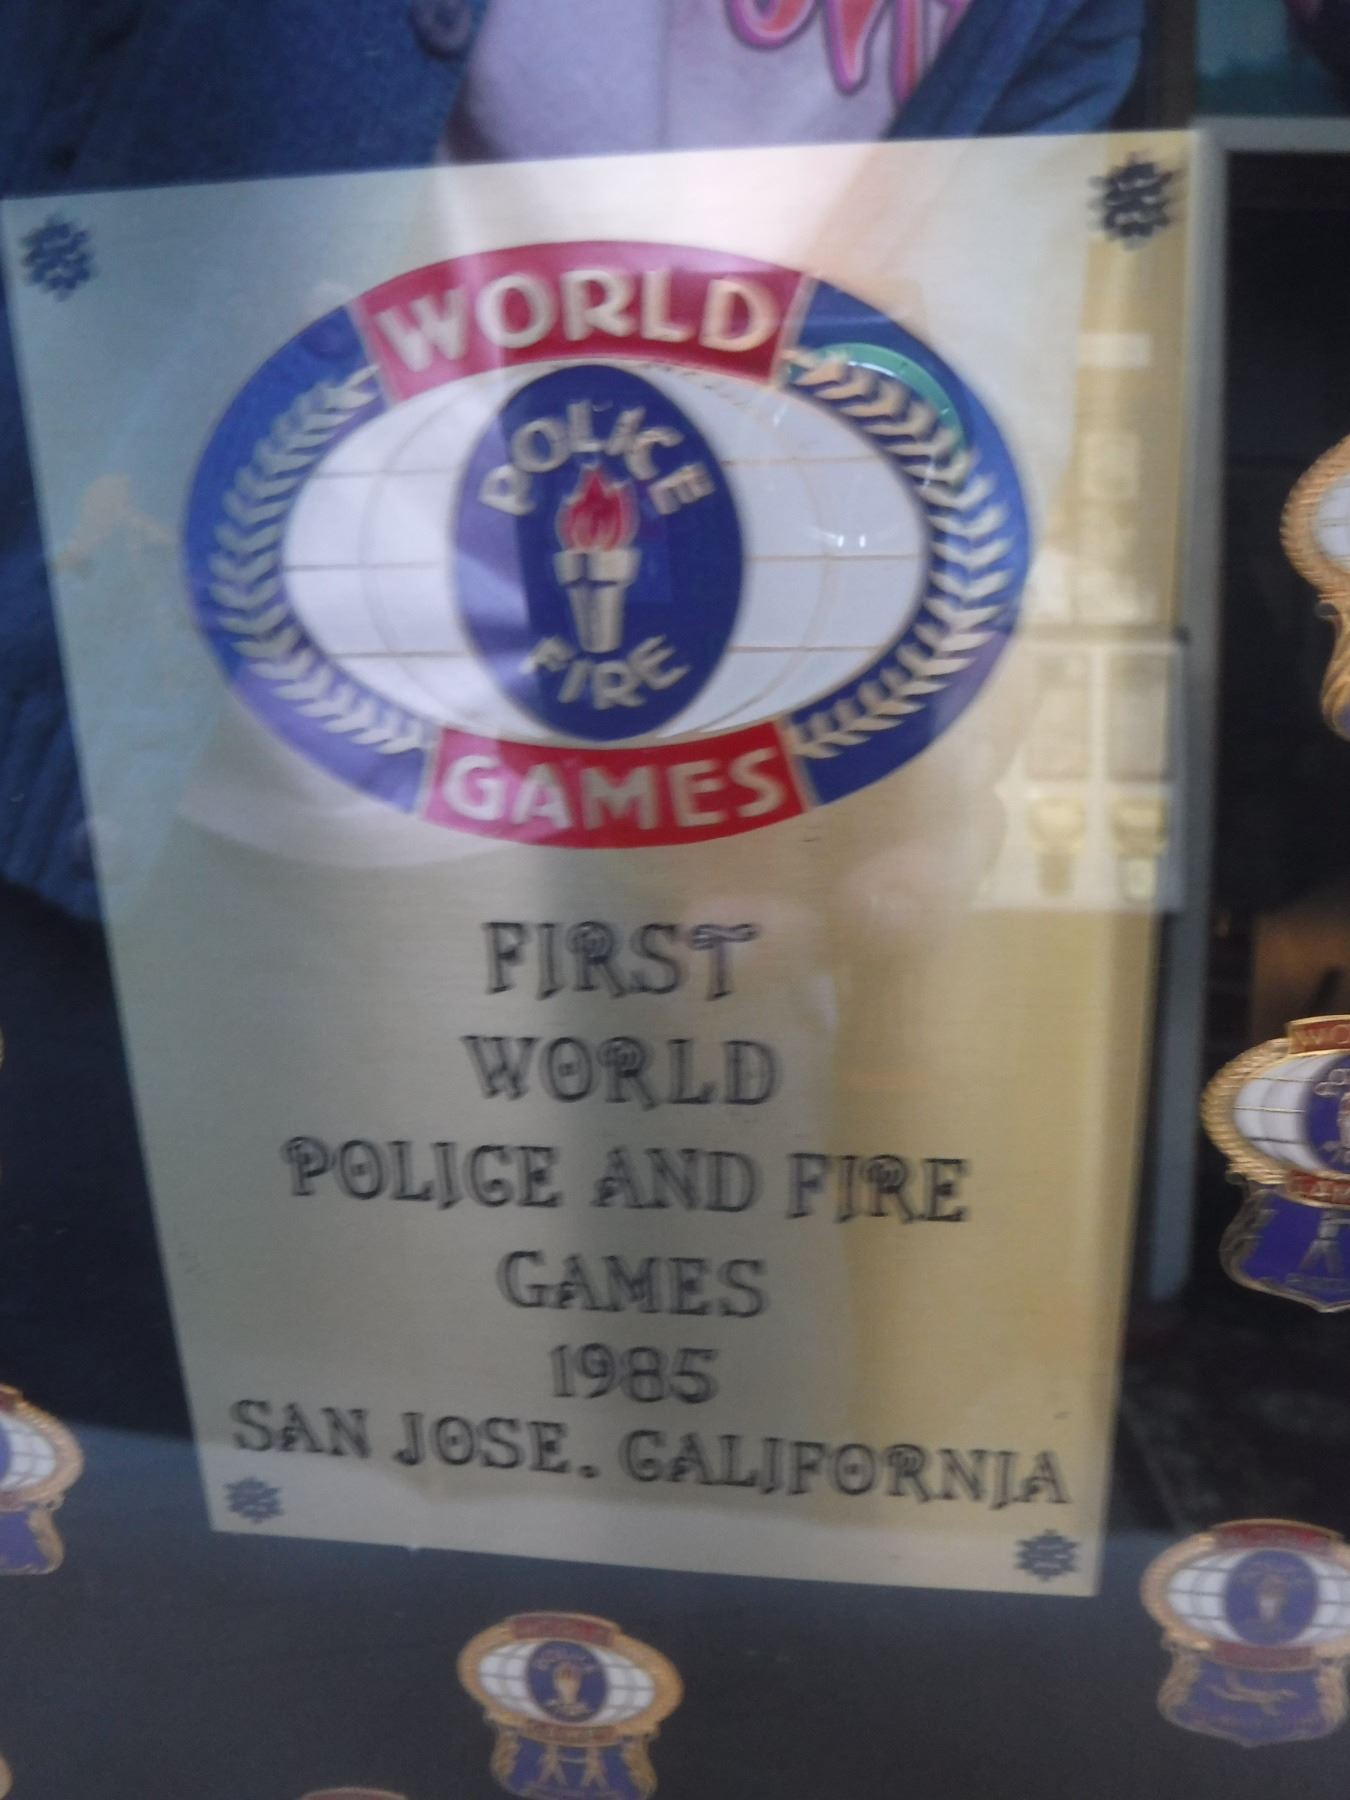 WORLD
POLICE
FIRE
GAMES
FIRST
WORLD
POLICE AND FIRE
GAMES
1985
SAN JOSE. CALIFORNIA